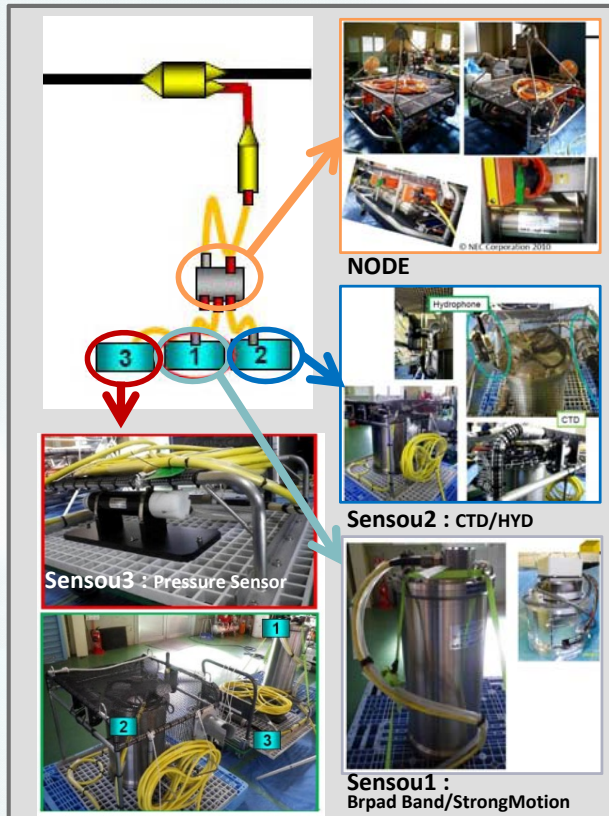 © NEC Corporation 2010
NODE
Hydrophone
CTD
3
1
2
Sensou2 : CTD/HYD
Sensou3 : Pressure Sensor
1
2
3
Sensou1 :
Brpad Band/StrongMotion